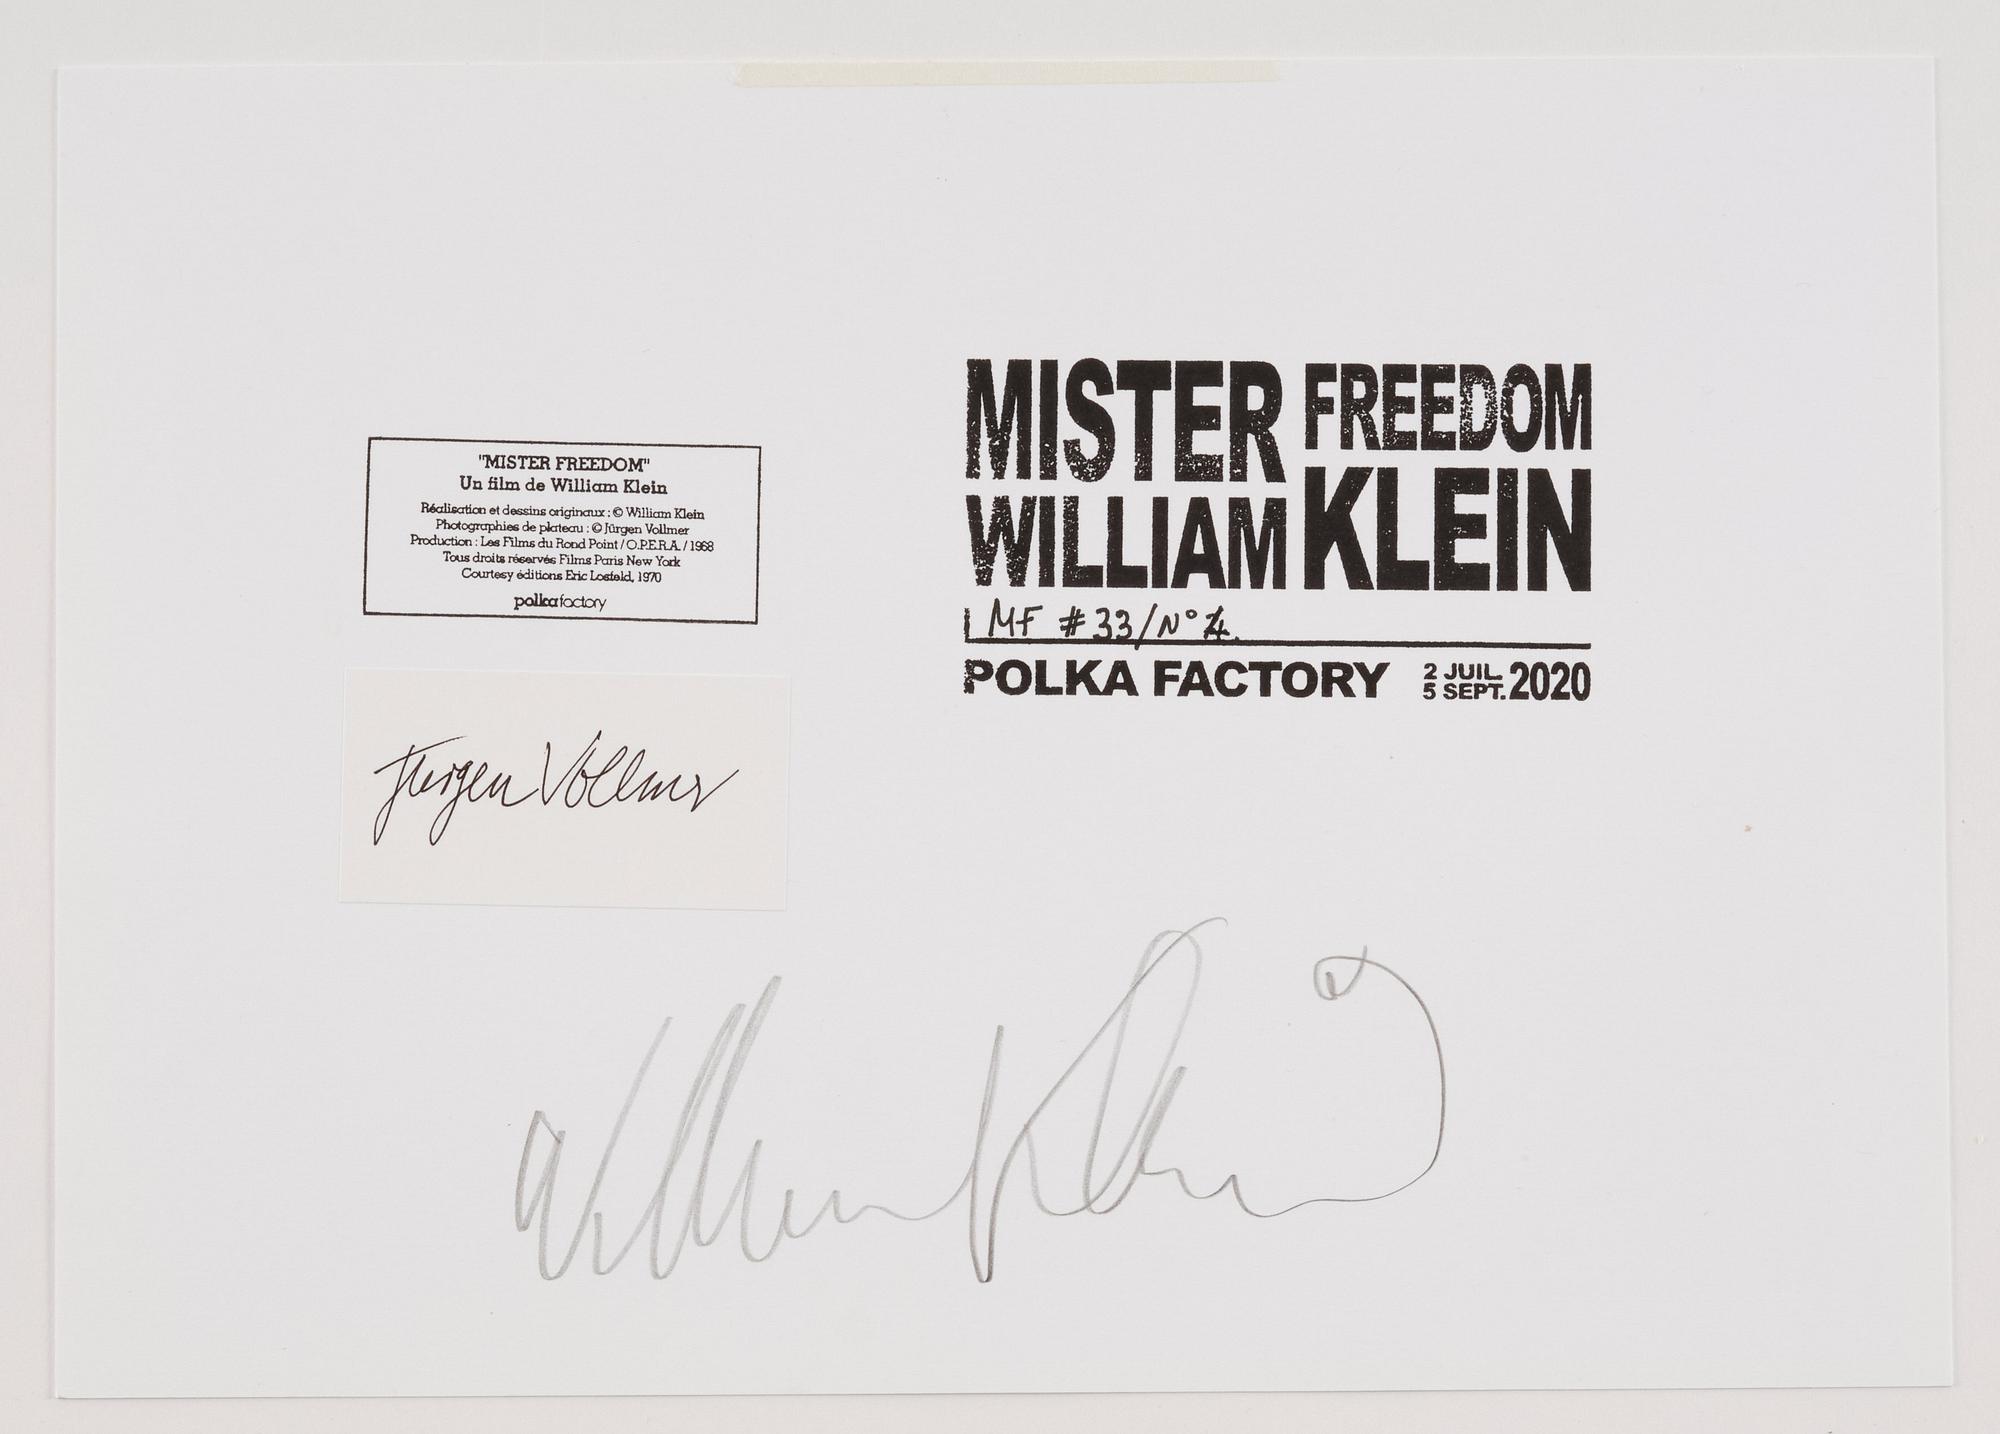 "MISTER FREEDOM"
Un film de William Klein
Réalisation et dessins originaux : © William Klein
Photographies de plateau : © Jürgen Vollmer
Production : Les Films du Rond Point / O.P.E.R.A. / 1968
Tous droits réservés Films Paris New York
Courtesy éditions Eric Losfeld, 1970
polkafactory
Jürgen Vollmer
MISTER FREEDOM
WILLIAM KLEIN
MF #33/N° 4.
POLKA FACTORY 2 JUIL. 5 SEPT. 2020
William Klein